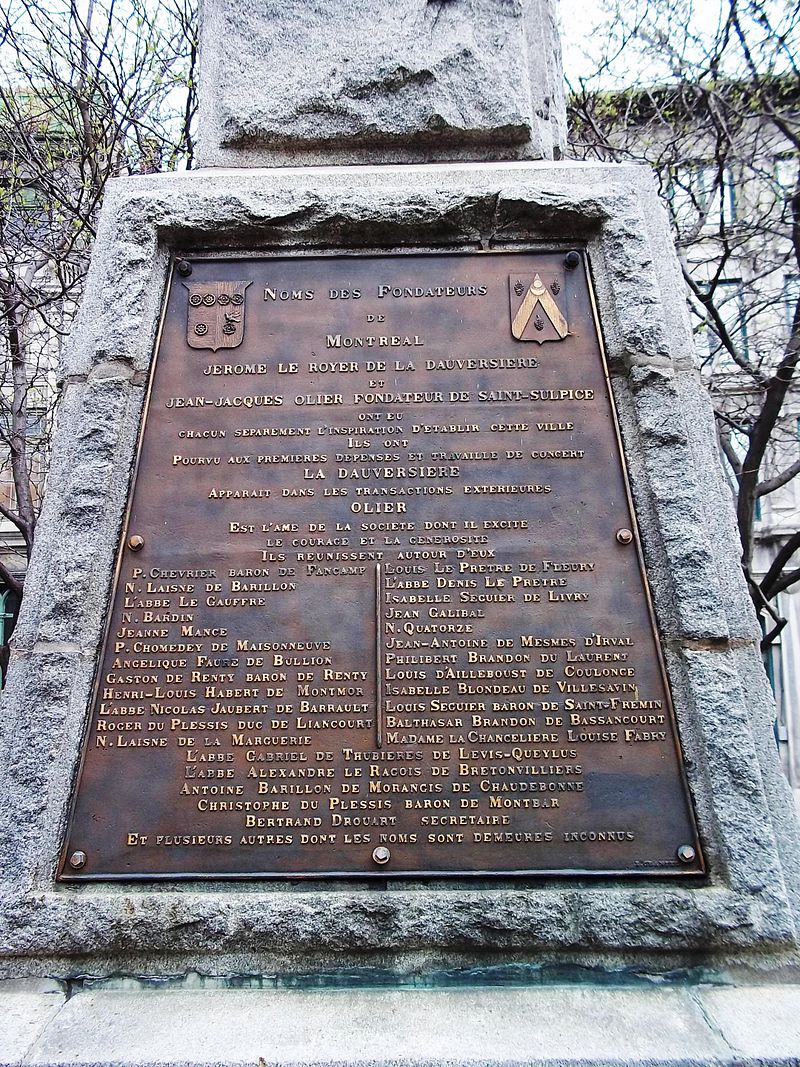 NOMS DES FONDATEURS
DE
MONTREAL
JEROME LE ROYER DE LA DAUVERSIERE
ET
JEAN-JACQUES OLIER FONDATEUR DE SAINT-SULPICE
ONT EU
CHACUN SEPAREMENT L'INSPIRATION D'ETABLIR CETTE VILLE
ILS ONT
POURVU AUX PREMIERES DEPENSES ET TRAVAILLE DE CONCERT
LA DAUVERSIERE
APPARAIT DANS LES TRANSACTIONS EXTERIEURES
OLIER
EST L'AME DE LA SOCIETE DONT IL EXCITE
LE COURAGE ET LA GENEROSITE
ILS REUNISSENT AUTOUR D'EUX
P. CHEVRIER BARON DE FANCAMP
N. LAISNE DE BARILLON
L'ABBE LE GAUFFRE
N. BARDIN
JEANNE MANCE
P. CHOMEDEY DE MAISONNEUVE
ANGELIQUE FAURE DE BULLION
GASTON DE RENTY BARON DE RENTY
HENRI-LOUIS HABERT DE MONTMOR
L'ABBE NICOLAS JAUBERT DE BARRAULT
ROGER DU PLESSIS DUC DE LIANCOURT
N. LAISNE DE LA MARGUERIE
LOUIS LE PRETRE DE FLEURY
L'ABBE DENIS LE PRETRE
ISABELLE SEGUIER DE LIVRY
JEAN GALIBAL
N. QUATORZE
JEAN-ANTOINE DE MESMES D'IRVAL
PHILIBERT BRANDON DU LAURENT
LOUIS D'AILLEBOUST DE COULONGE
ISABELLE BLONDEAU DE VILLESAVIN
LOUIS SEGUIER BARON DE SAINT-FREMIN
BALTHASAR BRANDON DE BASSANCOURT
MADAME LA CHANCELIERE LOUISE FABRY
L'ABBE GABRIEL DE THUBIERES DE LEVIS-QUEYLUS
L'ABBE ALEXANDRE LE RAGOIS DE BRETONVILLIERS
ANTOINE BARILLON DE MORANGIS DE CHAUDEBONNE
CHRISTOPHE DU PLESSIS BARON DE MONTBAR
BERTRAND DROUART SECRETAIRE
ET PLUSIEURS AUTRES DONT LES NOMS SONT DEMEURES INCONNUS